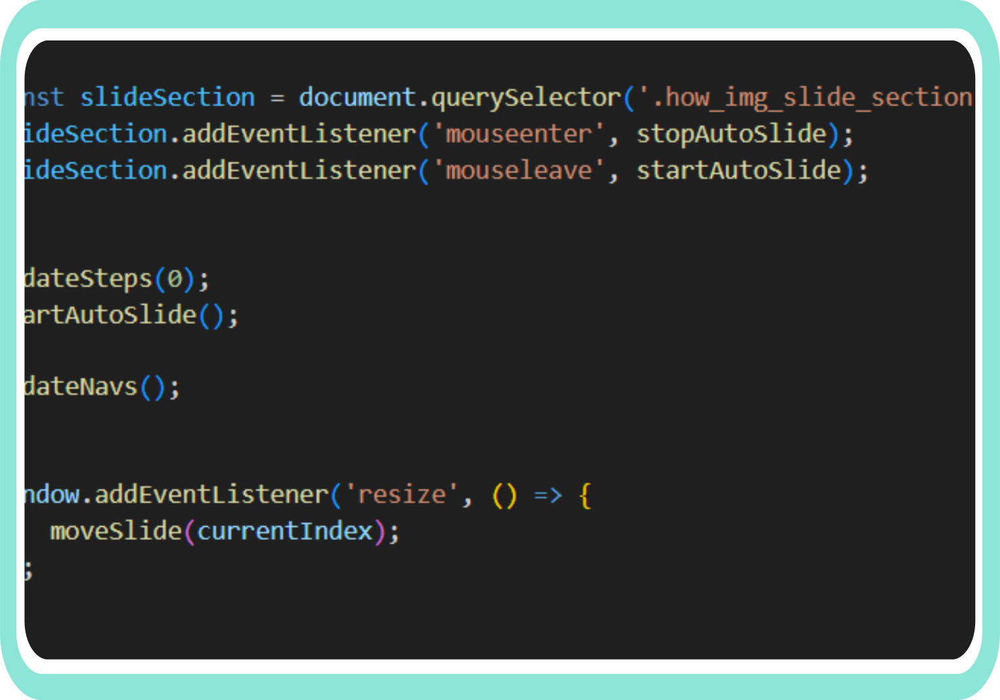 nst slideSection = document.querySelector('.how_img_slide_section
ideSection.addEventListener('mouseenter', stopAutoSlide);
ideSection.addEventListener('mouseleave', startAutoSlide);
dateSteps(0);
artAutoSlide();
dateNavs();
ndow.addEventListener('resize', () => {
moveSlide(currentIndex);
;